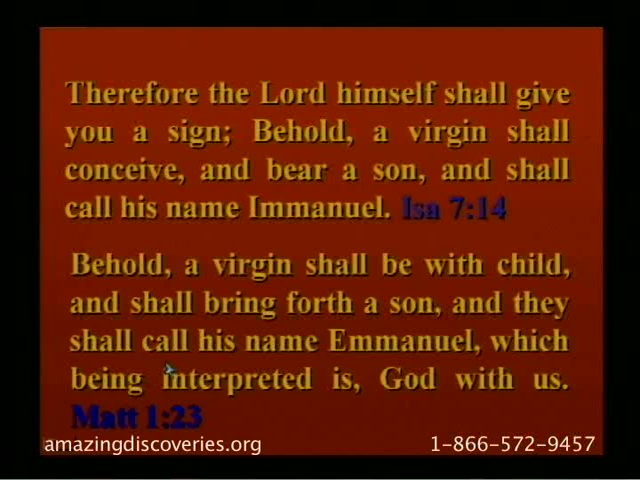 Therefore the Lord himself shall give
you a sign; Behold, a virgin shall
conceive, and bear a son, and shall
call his name Immanuel. Isa 7:14
Behold, a virgin shall be with child,
and shall bring forth a son, and they
shall call his name Emmanuel, which
being interpreted is, God with us.
Matt 1:23
amazingdiscoveries.org 1-866-572-9457